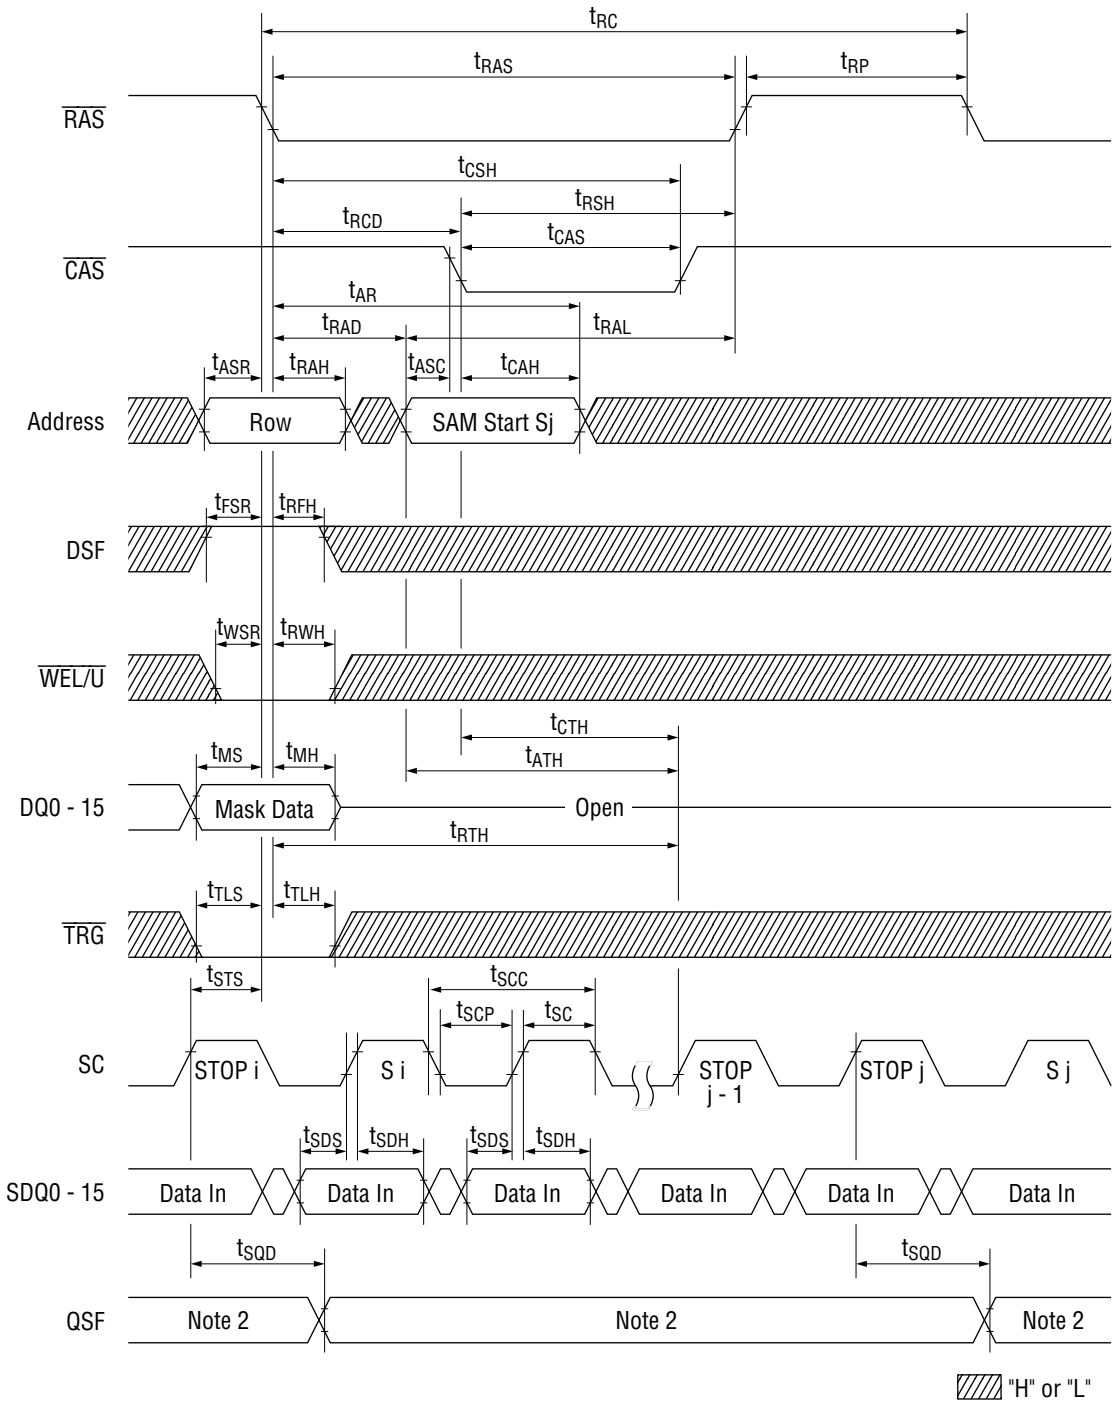 tRC
tRAS
tRP
RAS
tCSH
tRSH
tRCD
tCAS
CAS
tAR
tRAD
tRAL
tASR
tRAH
tASC
tCAH
Address
Row
SAM Start Sj
tFSR
tRFH
DSF
tWSR
tRWH
WEL/U
tCTH
tMS
tMH
tATH
DQ0 - 15
Mask Data
Open
tRTH
tTLS
tTLH
TRG
tSTS
tSCC
tSCP
tSC
SC
STOP i
S i
STOP
j - 1
STOP j
S j
tSDS
tSDH
tSDS
tSDH
SDQ0 - 15
Data In
Data In
Data In
Data In
Data In
Data In
tSQD
tSQD
QSF
Note 2
Note 2
Note 2
"H" or "L"